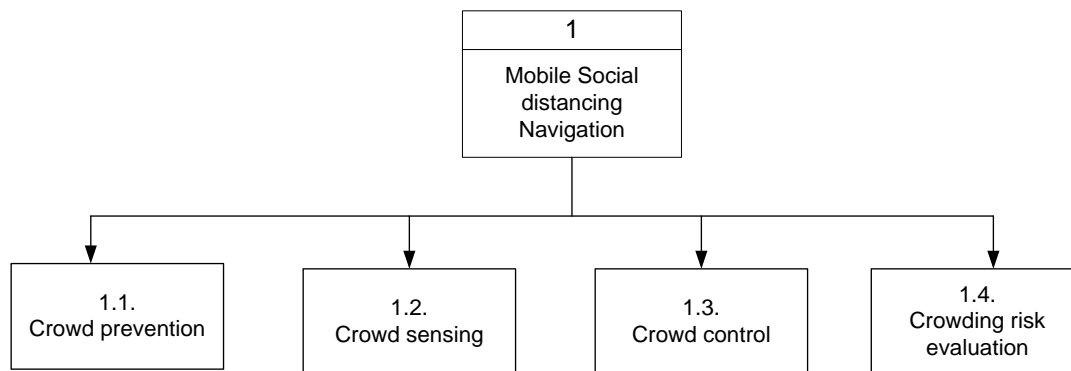 1
Mobile Social
distancing
Navigation
1.1.
Crowd prevention
1.2.
Crowd sensing
1.3.
Crowd control
1.4.
Crowding risk
evaluation